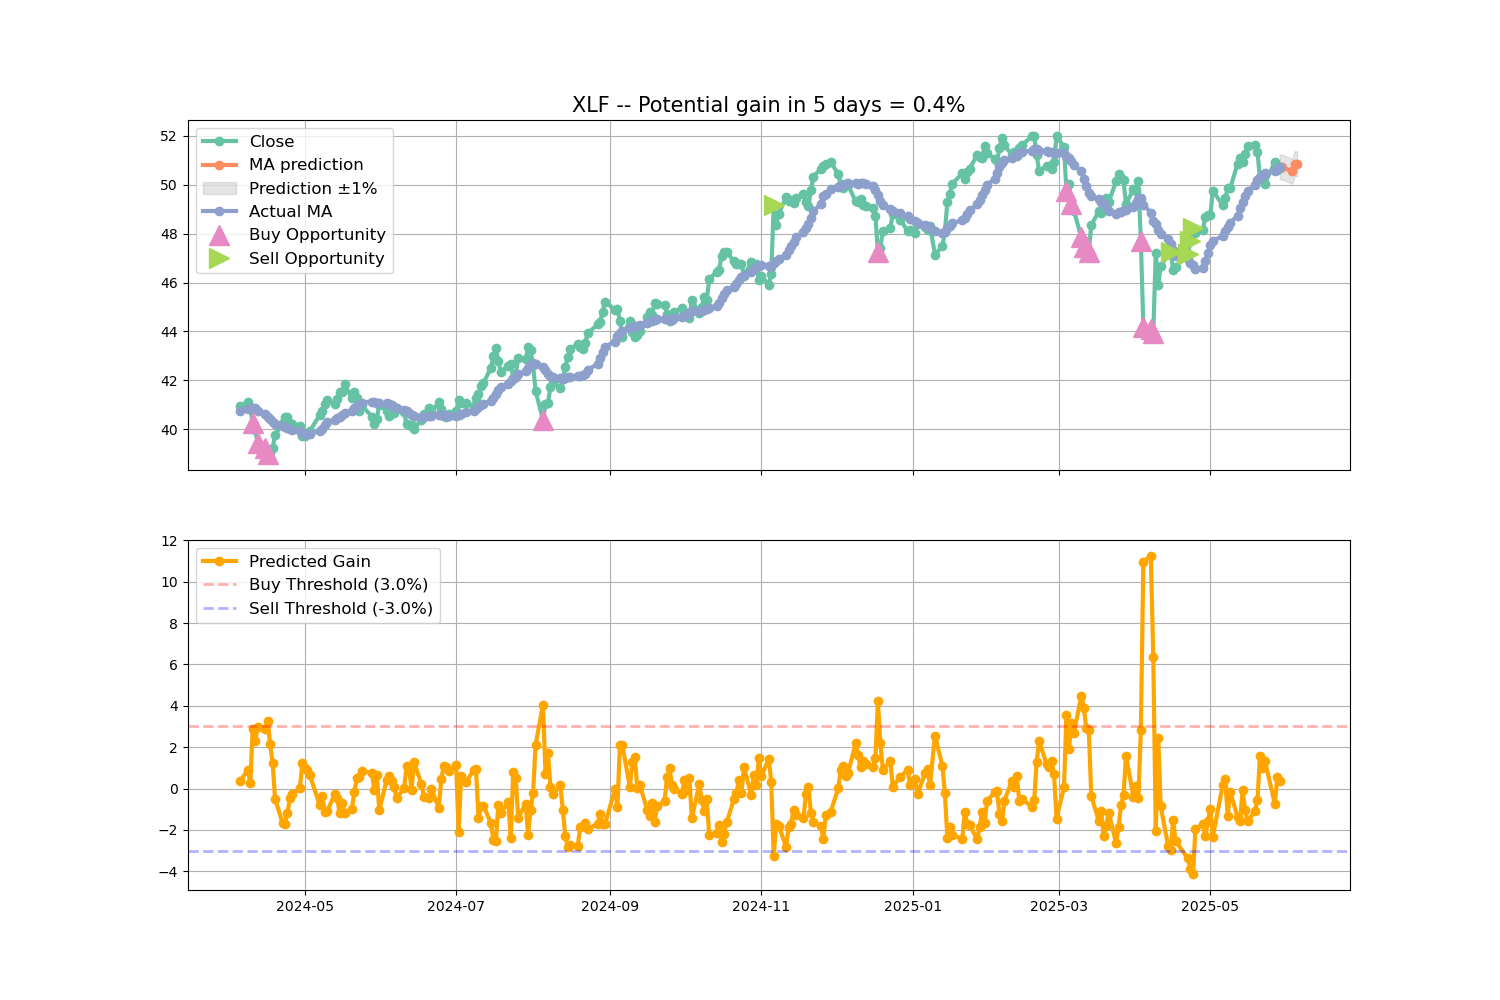 XLF -- Potential gain in 5 days = 0.4%
Close
MA prediction
Prediction ±1%
Actual MA
Buy Opportunity
Sell Opportunity
52
50
48
46
44
42
40
Predicted Gain
Buy Threshold (3.0%)
Sell Threshold (-3.0%)
12
10
8
6
4
2
0
−2
−4
2024-05 2024-07 2024-09 2024-11 2025-01 2025-03 2025-05